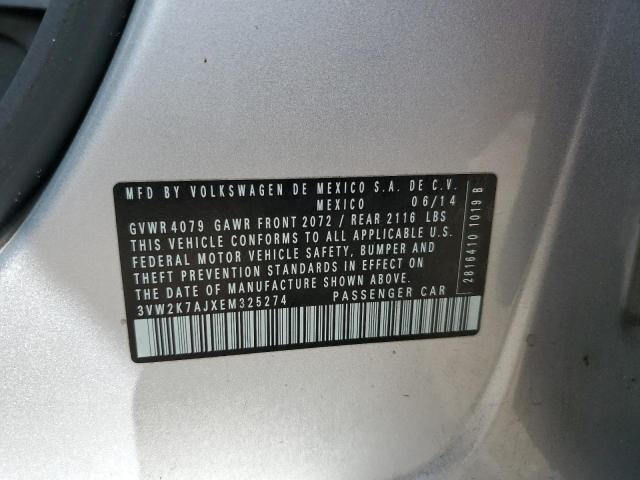 MFD BY VOLKSWAGEN DE MEXICO S.A. DE C.V.
MEXICO 06/14
GVWR 4079 GAWR FRONT 2072 / REAR 2116 LBS
THIS VEHICLE CONFORMS TO ALL APPLICABLE U.S.
FEDERAL MOTOR VEHICLE SAFETY, BUMPER AND
THEFT PREVENTION STANDARDS IN EFFECT ON
THE DATE OF MANUFACTURE SHOWN ABOVE.
3VW2K7AJXEM325274 PASSENGER CAR
2816410 1019 B